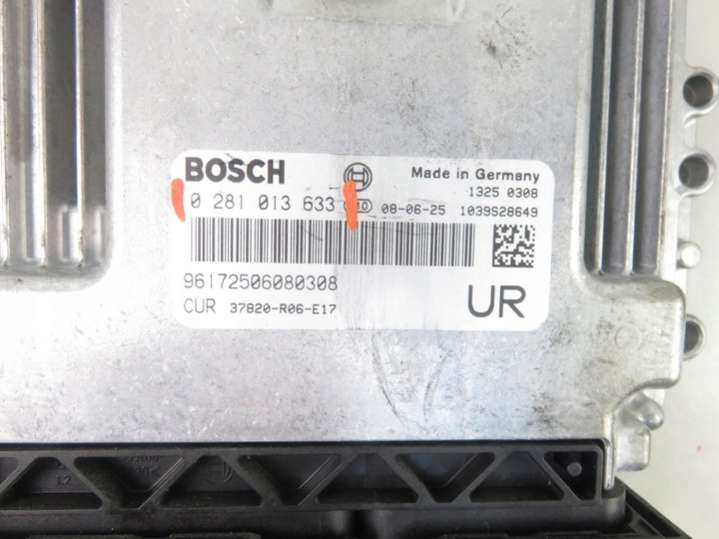 BOSCH Made in Germany
1325 0308
0 281 013 633 010 08-06-25 1039S28649
96172506080308
CUR 37820-R06-E17 UR